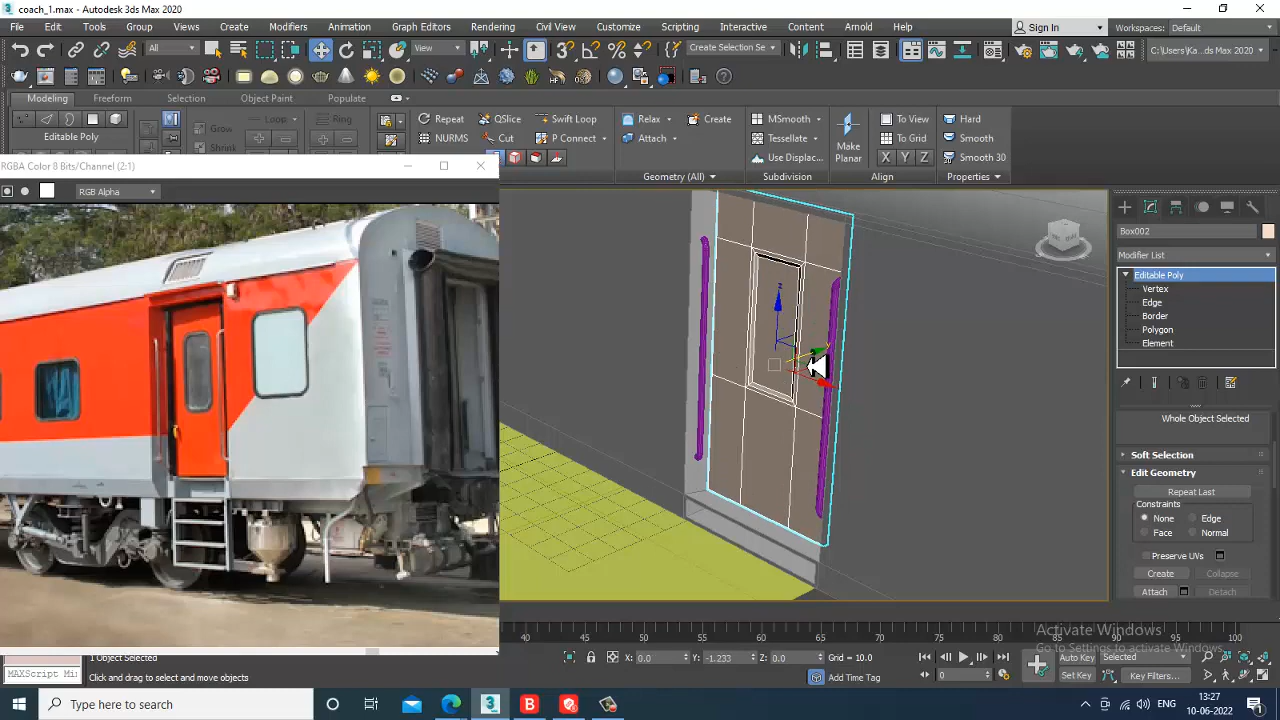 coach_1.max - Autodesk 3ds Max 2020
File Edit Tools Group Views Create Modifiers Animation Graph Editors Rendering Civil View Customize Scripting Interactive Content Arnold Help Sign In Workspaces: Default
All View Create Selection Se C:\Users\Ka...ds Max 2020
Modeling Freeform Selection Object Paint Populate
Grow Loop Ring Repeat QSlice Swift Loop Relax Create MSmooth To View Hard
Editable Poly Shrink NURMS Cut P Connect Attach Tessellate Make Planar To Grid Smooth
Use Displac... X Y Z Smooth 30
Geometry (All) Subdivision Align Properties
RGBA Color 8 Bits/Channel (2:1)
RGB Alpha
Box002
Modifier List
Editable Poly
Vertex
Edge
Border
Polygon
Element
Whole Object Selected
Soft Selection
Edit Geometry
Repeat Last
Constraints
None Edge
Face Normal
Preserve UVs
Create Collapse
Attach Detach
z
40 45 50 55 60 65 70 75 80 85 90 95 100
Activate Windows
Go to Settings to activate Windows.
1 Object Selected X: 0.0 Y: -1.233 Z: 0.0 Grid = 10.0 Auto Key Selected
MAXScript Mi Click and drag to select and move objects Add Time Tag 0 Set Key Key Filters...
Type here to search ENG 13:27
10-06-2022